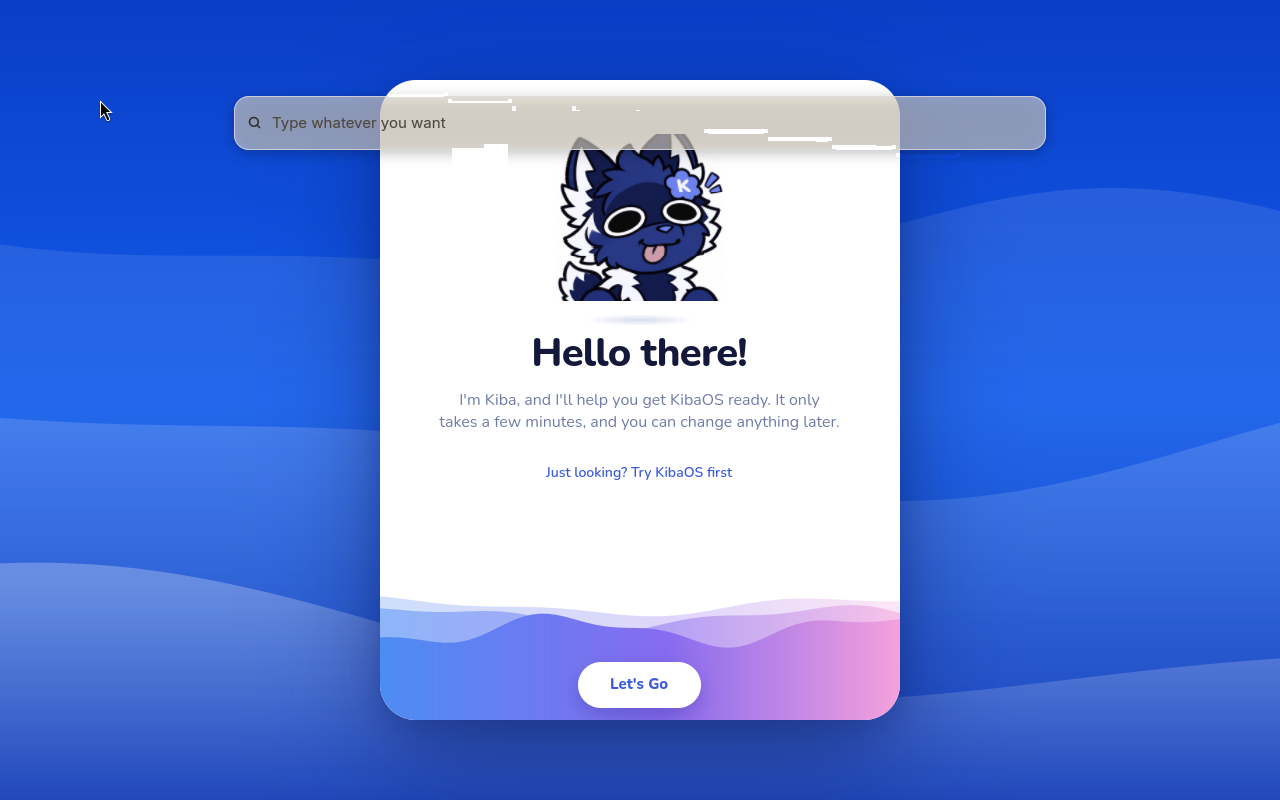 Type whatever you want
K
Hello there!
I'm Kiba, and I'll help you get KibaOS ready. It only
takes a few minutes, and you can change anything later.
Just looking? Try KibaOS first
Let's Go